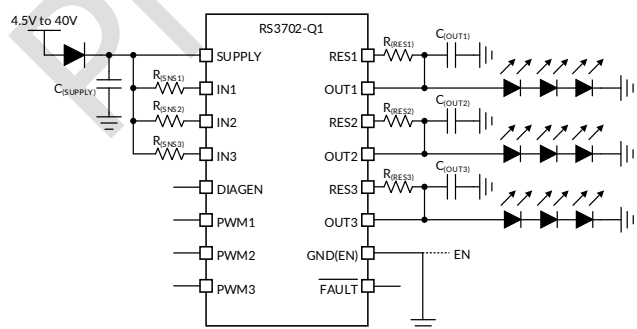 4.5V to 40V
RS3702-Q1
C(SUPPLY)
R(SNS1)
R(SNS2)
R(SNS3)
SUPPLY
IN1
IN2
IN3
DIAGEN
PWM1
PWM2
PWM3
RES1
OUT1
RES2
OUT2
RES3
OUT3
GND(EN)
FAULT
R(RES1)
C(OUT1)
R(RES2)
C(OUT2)
R(RES3)
C(OUT3)
EN